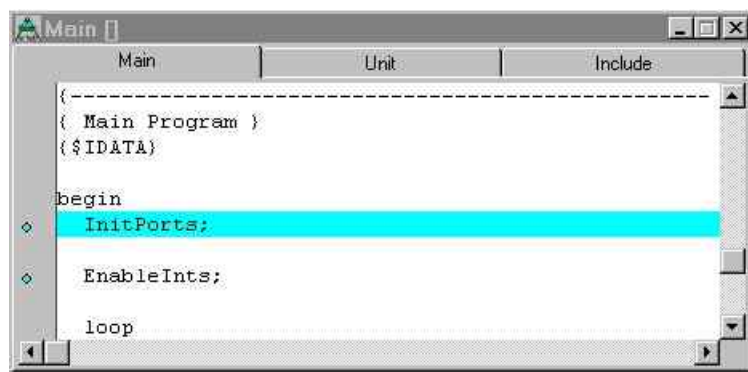 Main []
Main Unit Include
{-------------------------------------------------------
{ Main Program }
{$IDATA}
begin
InitPorts;
EnableInts;
loop